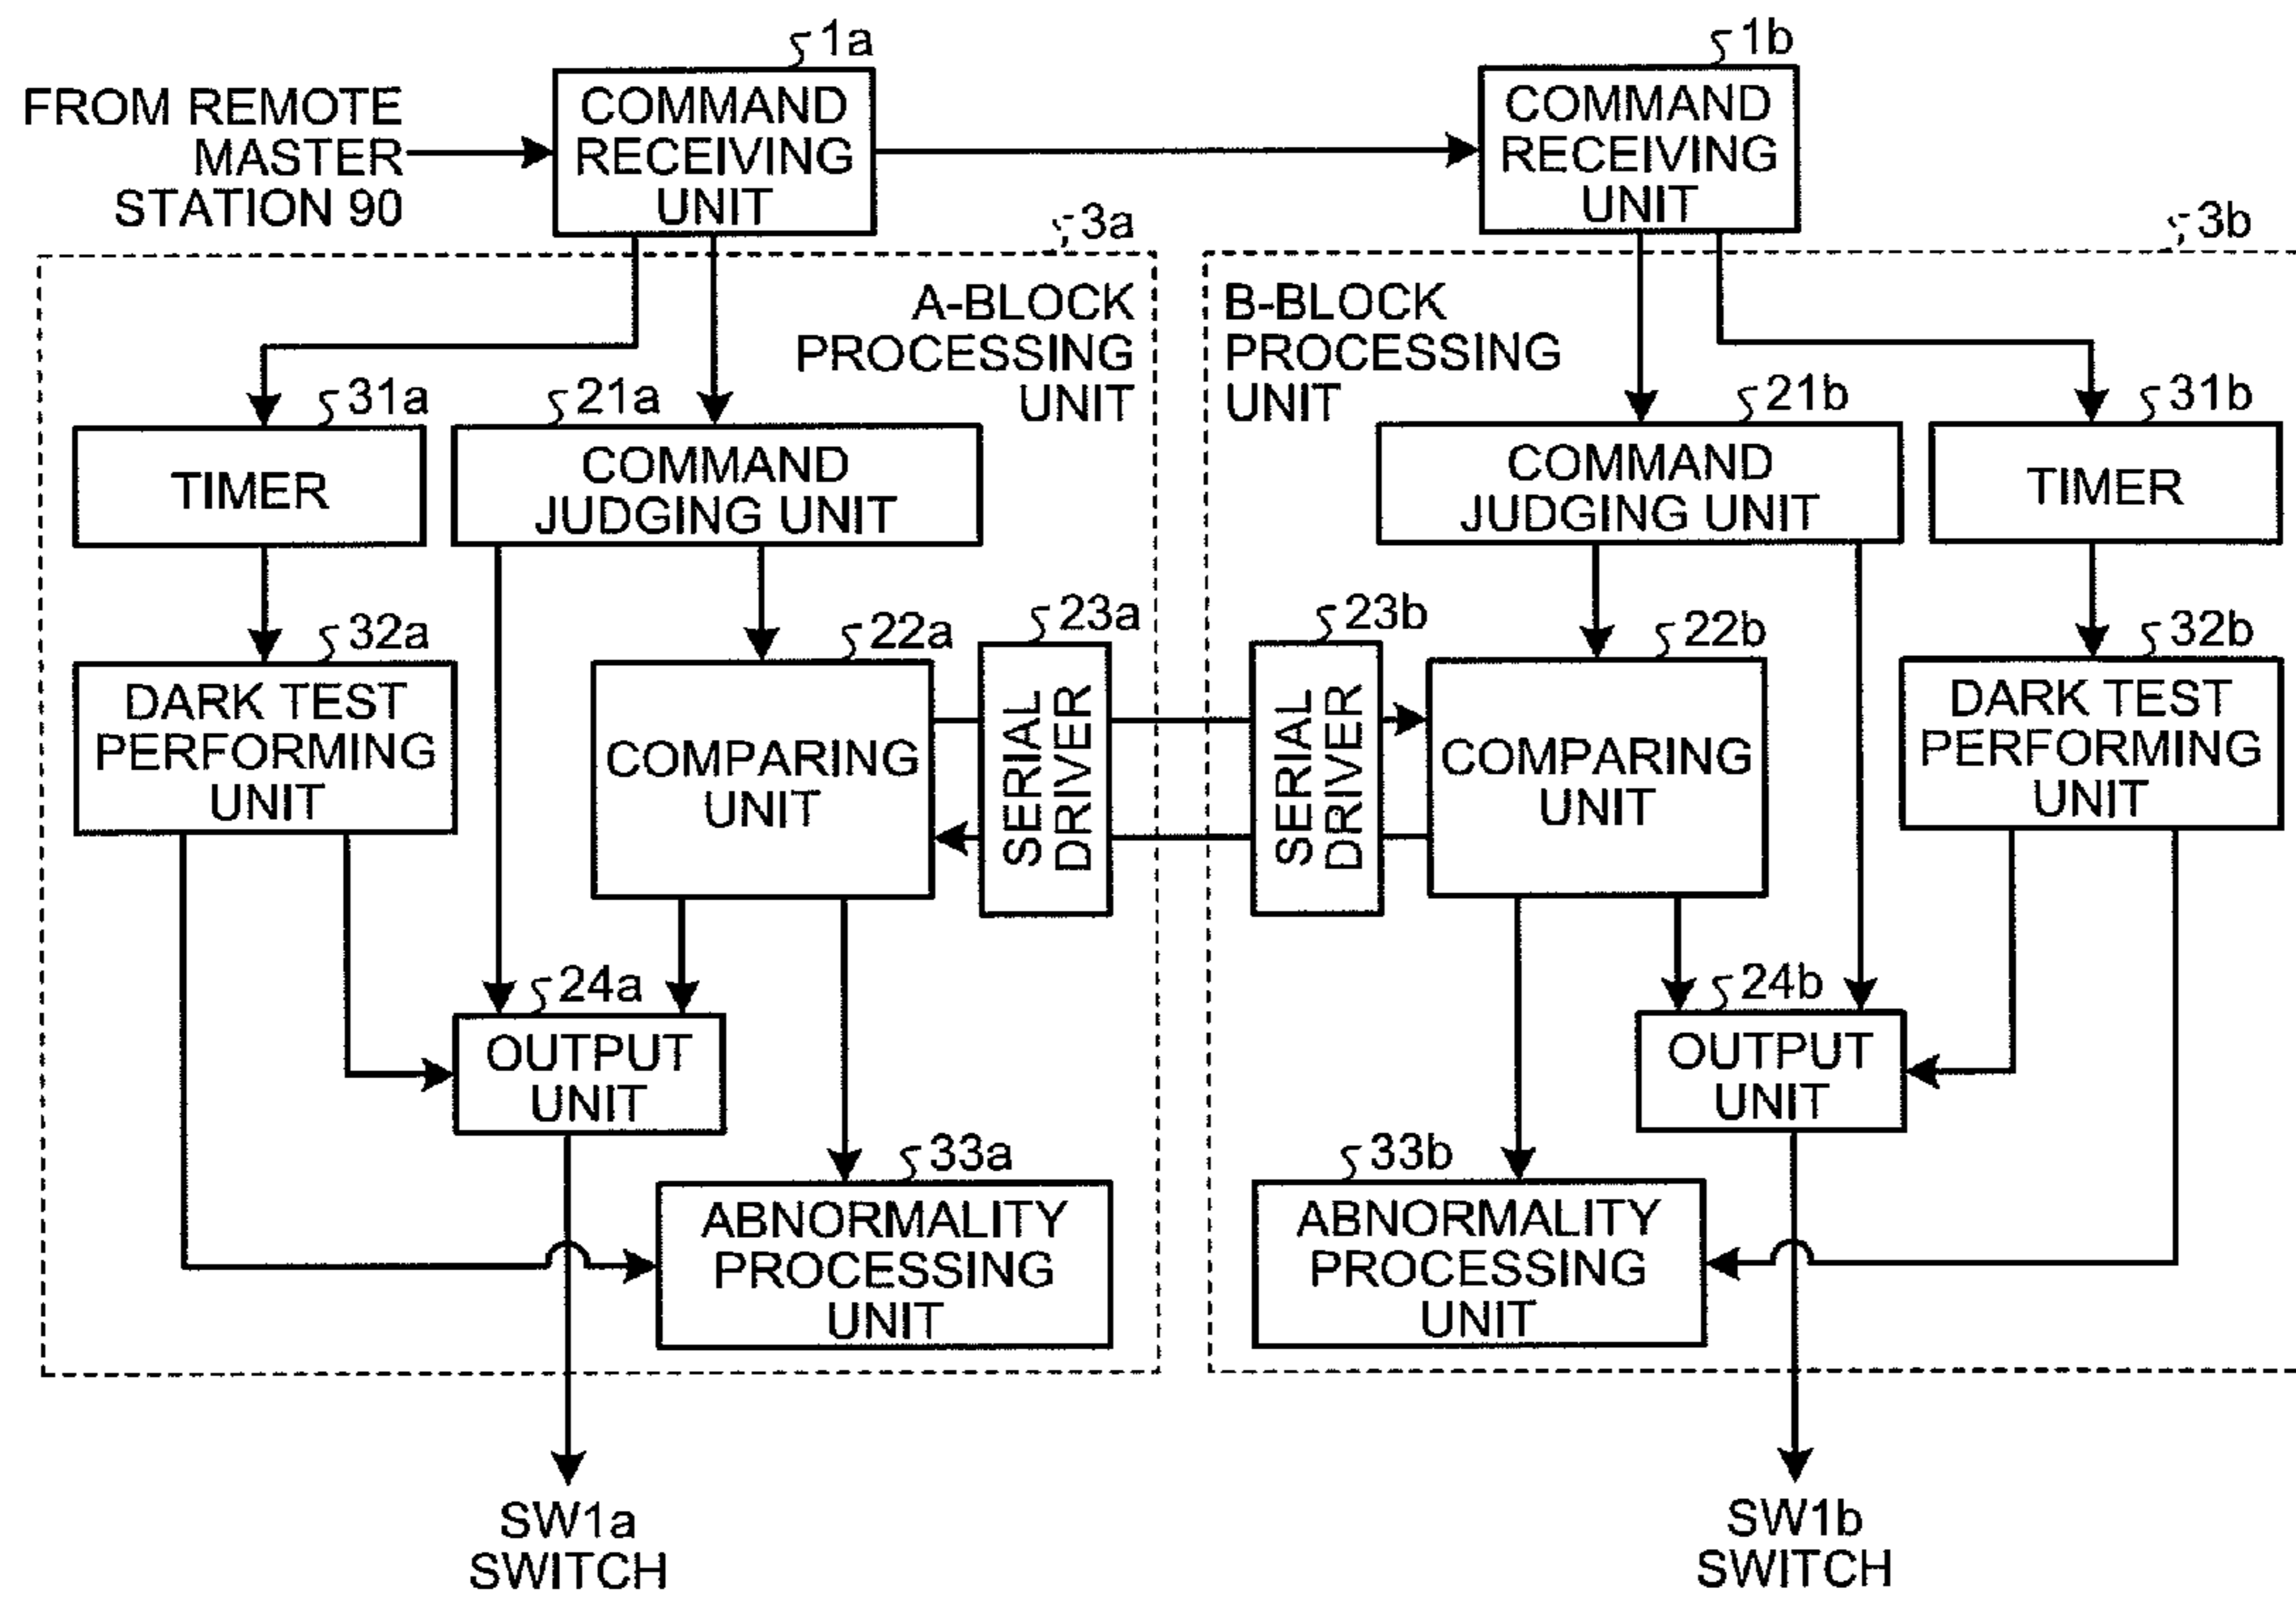 1a
1b
FROM REMOTE
MASTER
STATION 90
COMMAND
RECEIVING
UNIT
COMMAND
RECEIVING
UNIT
3a
3b
A-BLOCK
PROCESSING
UNIT
B-BLOCK
PROCESSING
UNIT
31a
21a
21b
31b
TIMER
COMMAND
JUDGING UNIT
COMMAND
JUDGING UNIT
TIMER
32a
22a
23a
23b
22b
32b
DARK TEST
PERFORMING
UNIT
COMPARING
UNIT
SERIAL
DRIVER
SERIAL
DRIVER
COMPARING
UNIT
DARK TEST
PERFORMING
UNIT
24a
24b
OUTPUT
UNIT
OUTPUT
UNIT
33a
33b
ABNORMALITY
PROCESSING
UNIT
ABNORMALITY
PROCESSING
UNIT
SW1a
SWITCH
SW1b
SWITCH